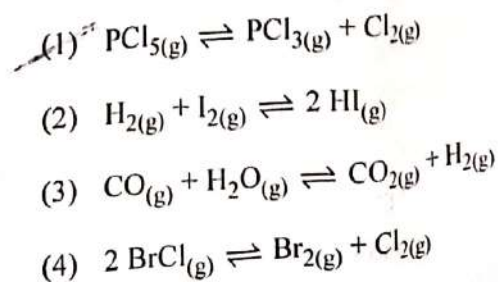 (1) PCl₅(g) ⇌ PCl₃(g) + Cl₂(g)
(2) H₂(g) + I₂(g) ⇌ 2 HI(g)
(3) CO(g) + H₂O(g) ⇌ CO₂(g) + H₂(g)
(4) 2 BrCl(g) ⇌ Br₂(g) + Cl₂(g)